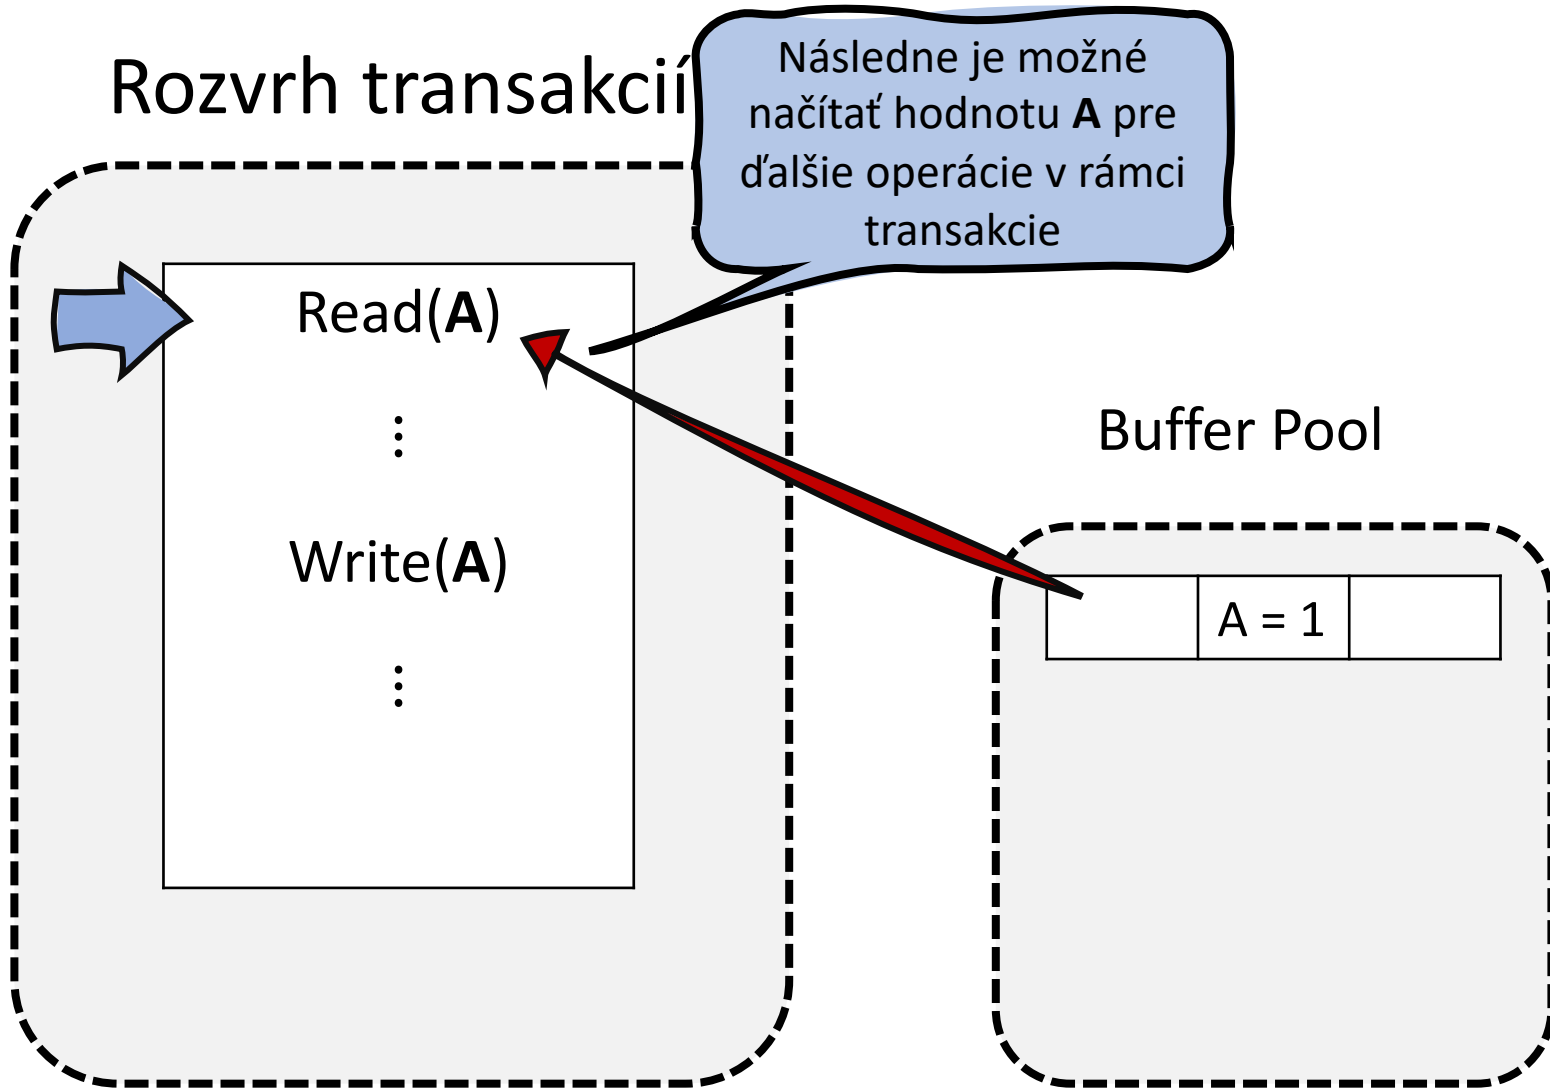 Rozvrh transakcií
Následne je možné
načítať hodnotu A pre
ďalšie operácie v rámci
transakcie
Read(A)
⋮
Write(A)
⋮
Buffer Pool
A = 1